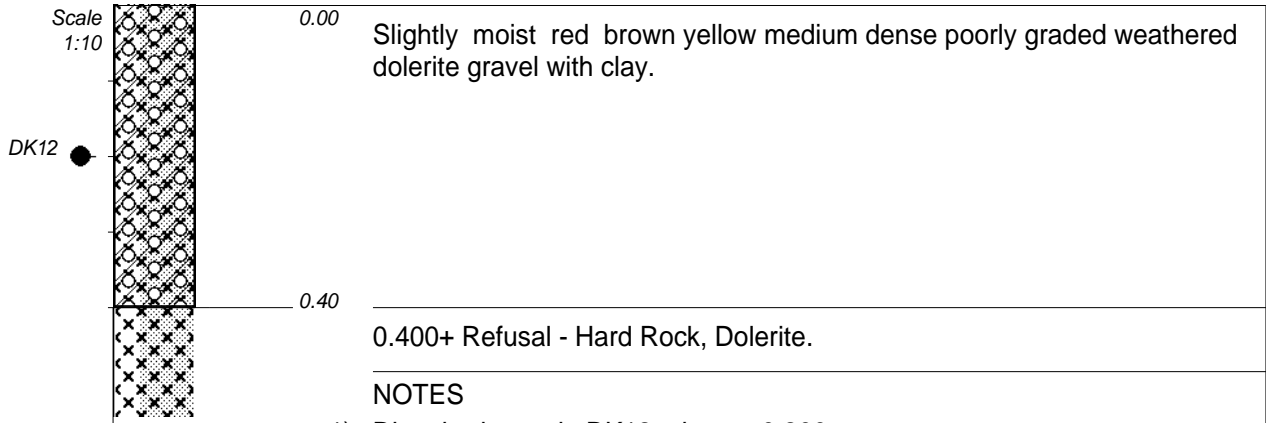 Scale
1:10
0.00
Slightly moist red brown yellow medium dense poorly graded weathered
dolerite gravel with clay.
DK12
0.40
0.400+ Refusal - Hard Rock, Dolerite.
NOTES